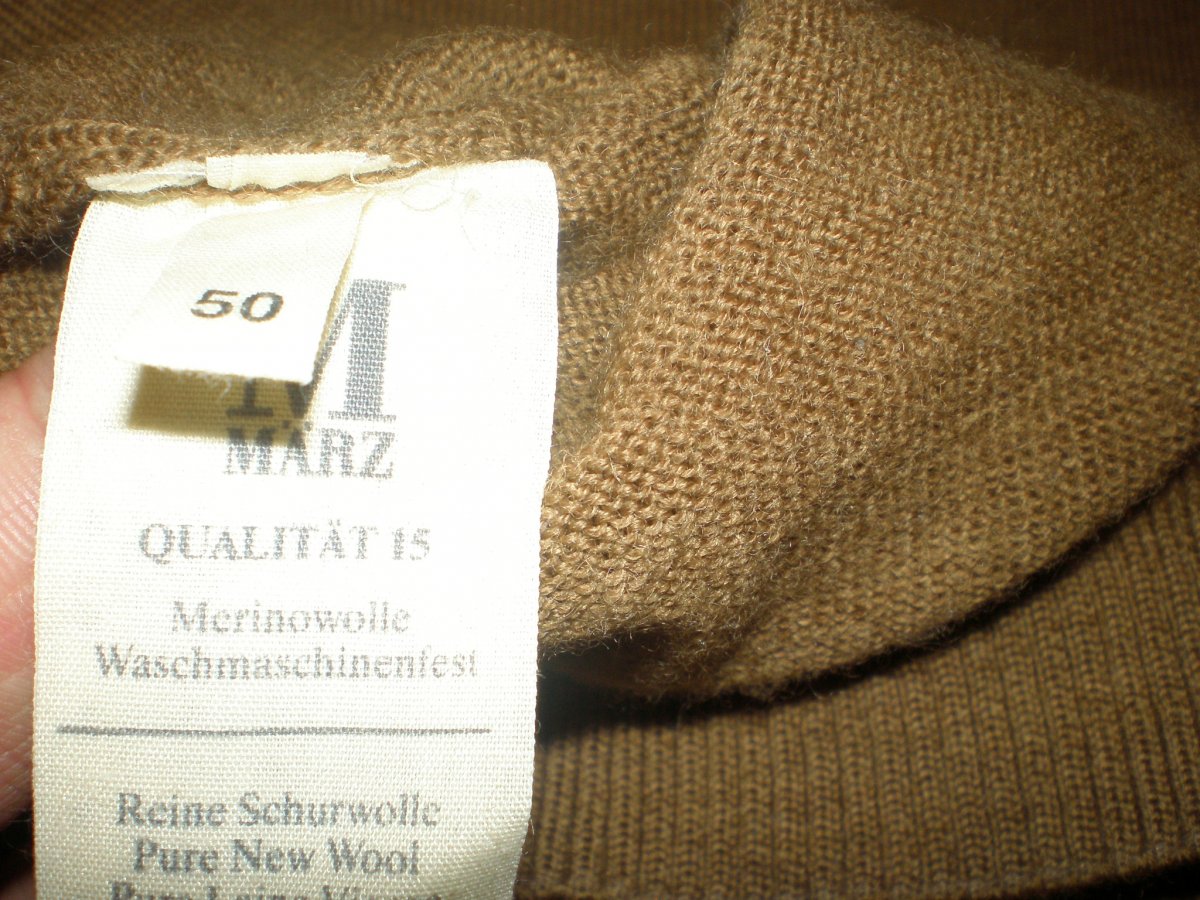 50
M
MÄRZ
QUALITÄT 15
Merinowolle
Waschmaschinenfest
Reine Schurwolle
Pure New Wool